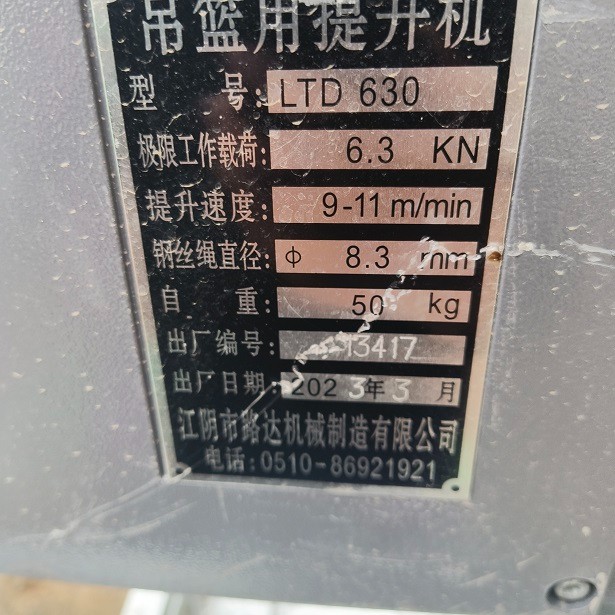 吊篮用提升机
型 号: LTD 630
极限工作载荷: 6.3 KN
提升速度: 9-11 m/min
钢丝绳直径: φ 8.3 mm
自 重: 50 kg
出厂编号: 13417
出厂日期: 2023年3月
江阴市路达机械制造有限公司
电话:0510-86921921